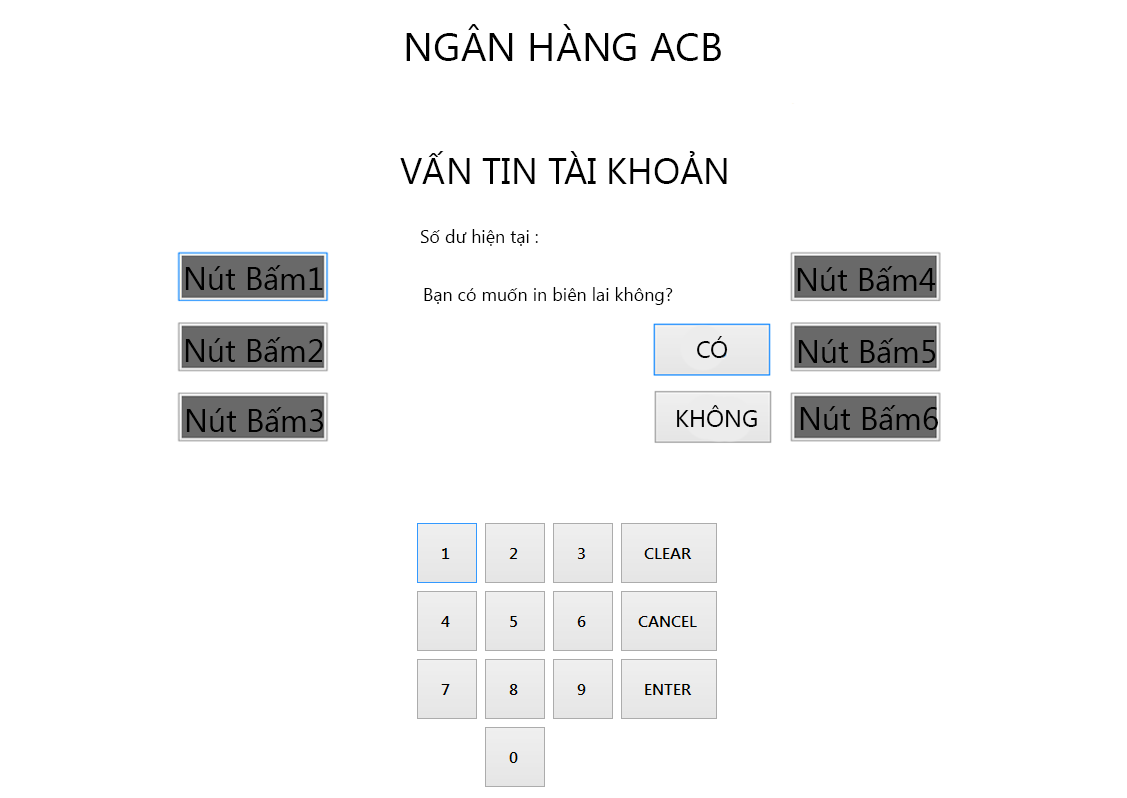 NGÂN HÀNG ACB
VẤN TIN TÀI KHOẢN
Số dư hiện tại :
Nút Bấm1
Nút Bấm4
Bạn có muốn in biên lai không?
Nút Bấm2
CÓ
Nút Bấm5
Nút Bấm3
KHÔNG
Nút Bấm6
1 2 3 CLEAR
4 5 6 CANCEL
7 8 9 ENTER
0